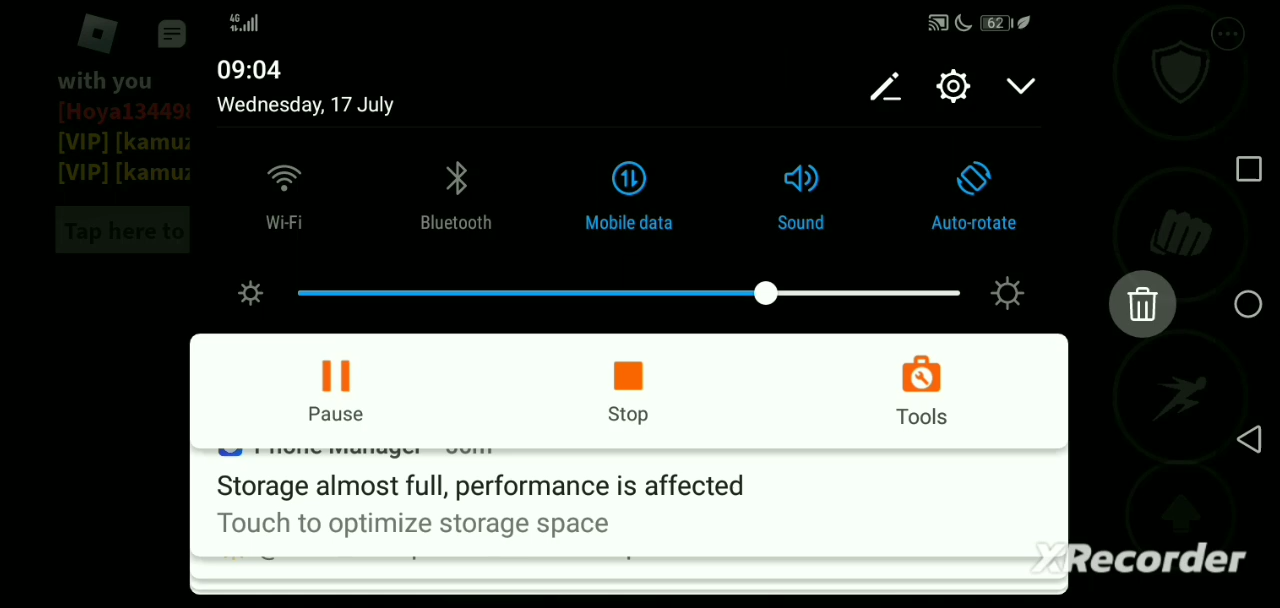 4G
62
09:04
Wednesday, 17 July
with you
[Hoya134498
[VIP] [kamuz
[VIP] [kamuz
Tap here to
Wi-Fi
Bluetooth
Mobile data
Sound
Auto-rotate
Pause
Stop
Tools
Phone Manager
Storage almost full, performance is affected
Touch to optimize storage space
XRecorder